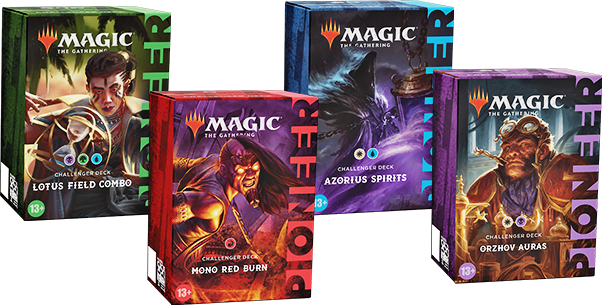 MAGIC
THE GATHERING
CHALLENGER DECK
LOTUS FIELD COMBO
13+
PIONEER
MAGIC
THE GATHERING
CHALLENGER DECK
MONO RED BURN
13+
PIONEER
MAGIC
THE GATHERING
CHALLENGER DECK
AZORIUS SPIRITS
13+
PIONEER
MAGIC
THE GATHERING
CHALLENGER DECK
ORZHOV AURAS
13+
PIONEER